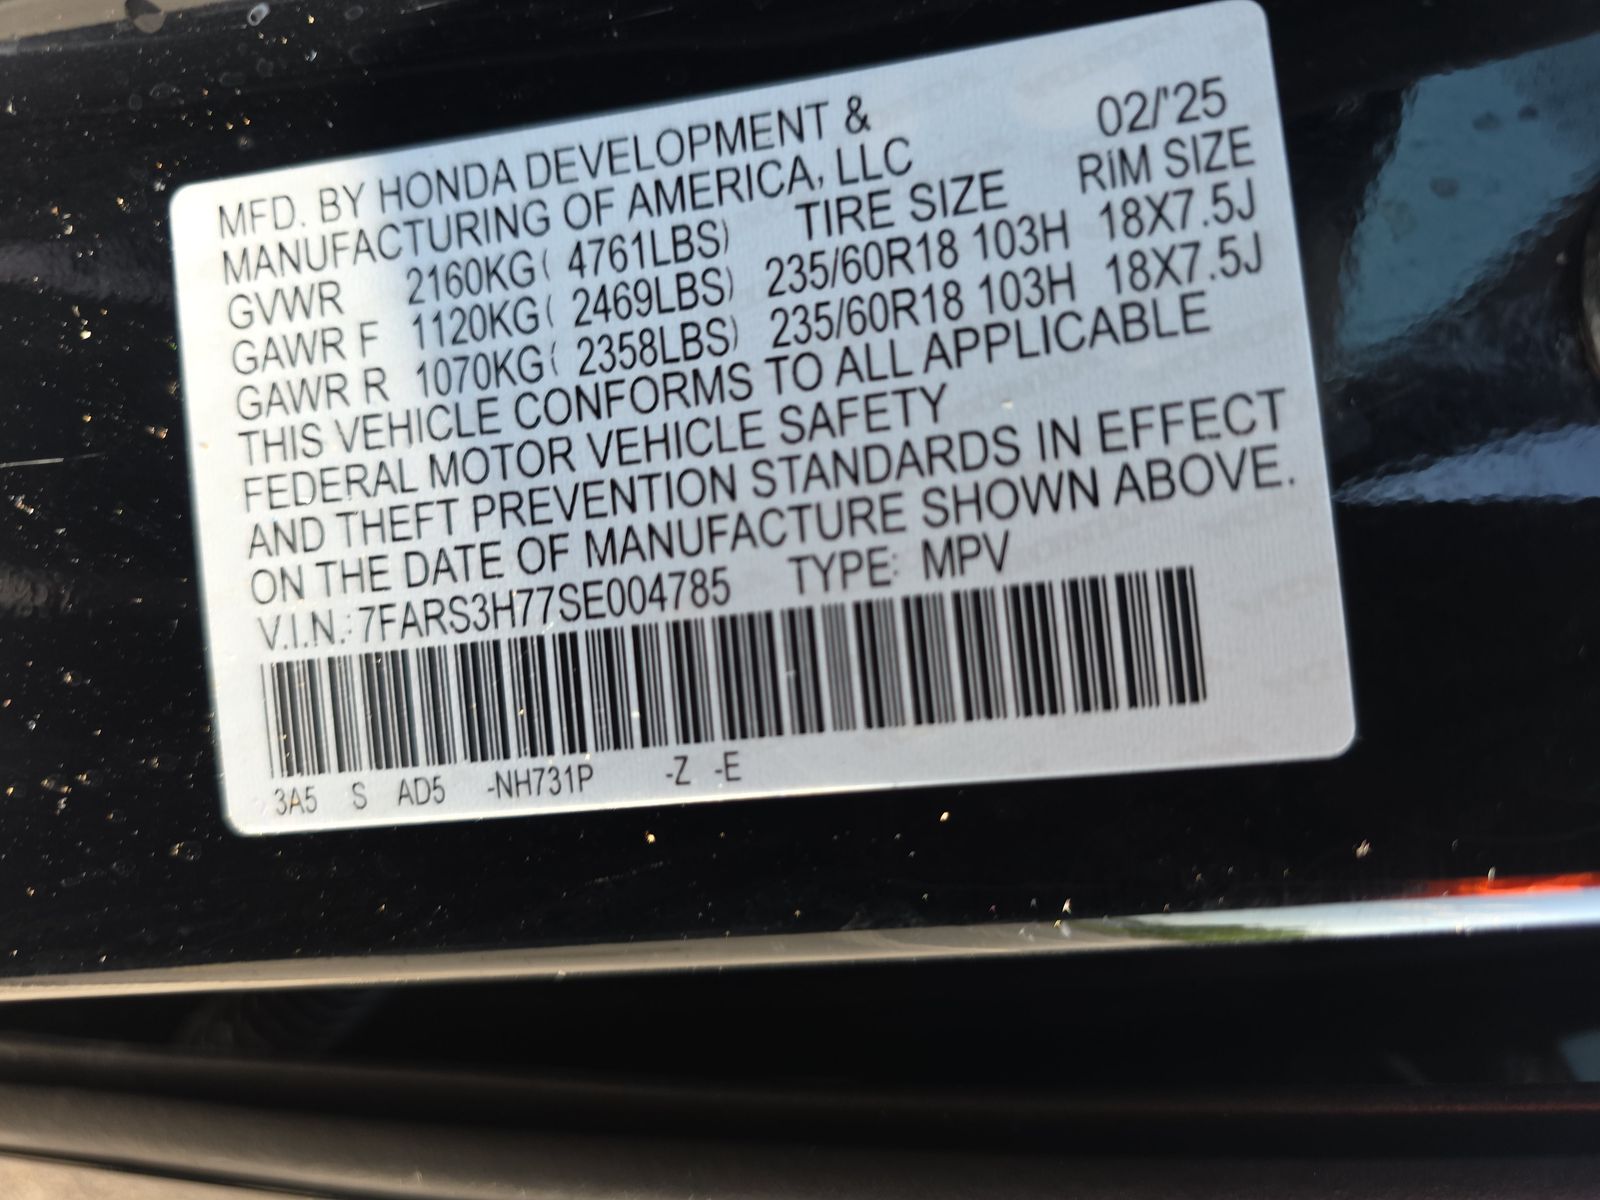 MFD. BY HONDA DEVELOPMENT & 02/'25
MANUFACTURING OF AMERICA, LLC
TIRE SIZE RIM SIZE
GVWR 2160KG( 4761LBS)
GAWR F 1120KG( 2469LBS) 235/60R18 103H 18X7.5J
GAWR R 1070KG( 2358LBS) 235/60R18 103H 18X7.5J
THIS VEHICLE CONFORMS TO ALL APPLICABLE
FEDERAL MOTOR VEHICLE SAFETY
AND THEFT PREVENTION STANDARDS IN EFFECT
ON THE DATE OF MANUFACTURE SHOWN ABOVE.
V.I.N.: 7FARS3H77SE004785 TYPE: MPV
3A5 S AD5 -NH731P -Z -E